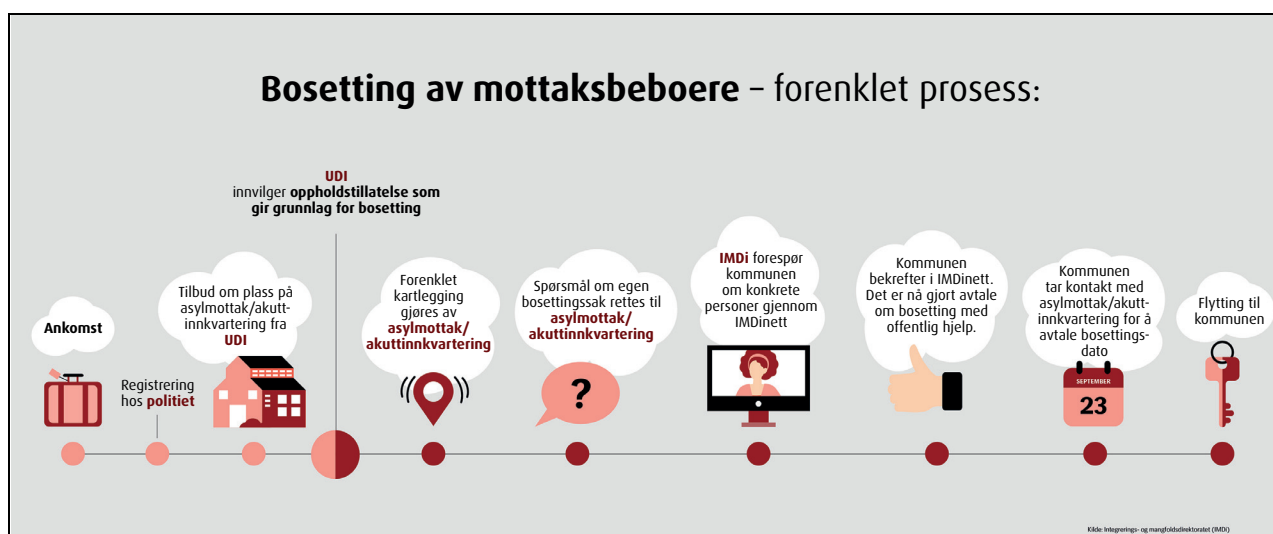 Bosetting av mottaksbeboere – forenklet prosess:
UDI
innvilger oppholdstillatelse som
gir grunnlag for bosetting
Ankomst
Registrering
hos politiet
Tilbud om plass på
asylmottak/akutt-
innkvartering fra
UDI
Forenklet
kartlegging
gjøres av
asylmottak/
akuttinnkvartering
Spørsmål om egen
bosettingssak rettes til
asylmottak/
akuttinnkvartering
?
IMDi forespør
kommunen
om konkrete
personer gjennom
IMDinett
Kommunen
bekrefter i IMDinett.
Det er nå gjort avtale
om bosetting med
offentlig hjelp.
Kommunen
tar kontakt med
asylmottak/akutt-
innkvartering for å
avtale bosettings-
dato
SEPTEMBER
23
Flytting til
kommunen
Kilde: Integrerings- og mangfoldsdirektoratet (IMDi)